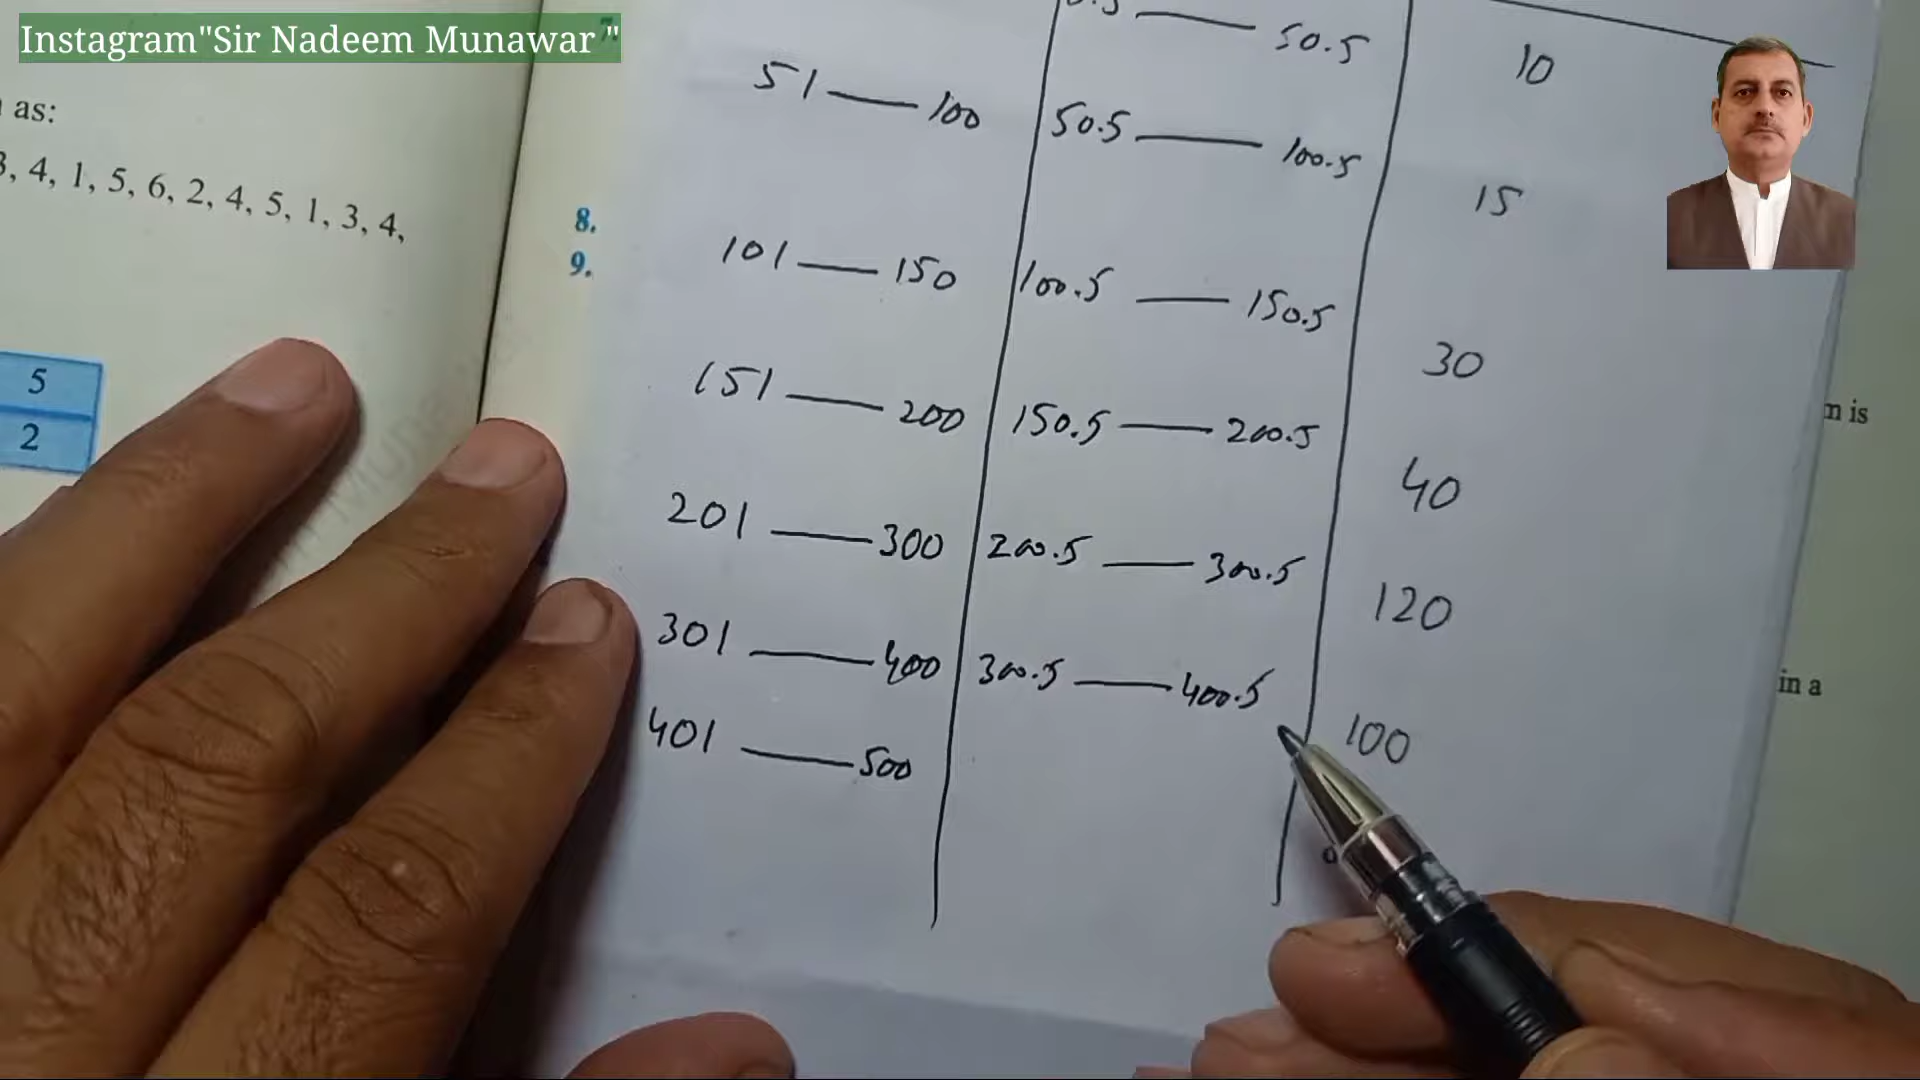 Instagram"Sir Nadeem Munawar "
as:
3, 4, 1, 5, 6, 2, 4, 5, 1, 3, 4,
5
2
8.
9.
50.5 10
51 — 100 50.5 — 100.5 15
101 — 150 100.5 — 150.5 30
151 — 200 150.5 — 200.5 40
201 — 300 200.5 — 300.5 120
301 — 400 300.5 — 400.5 100
401 — 500
is
in a